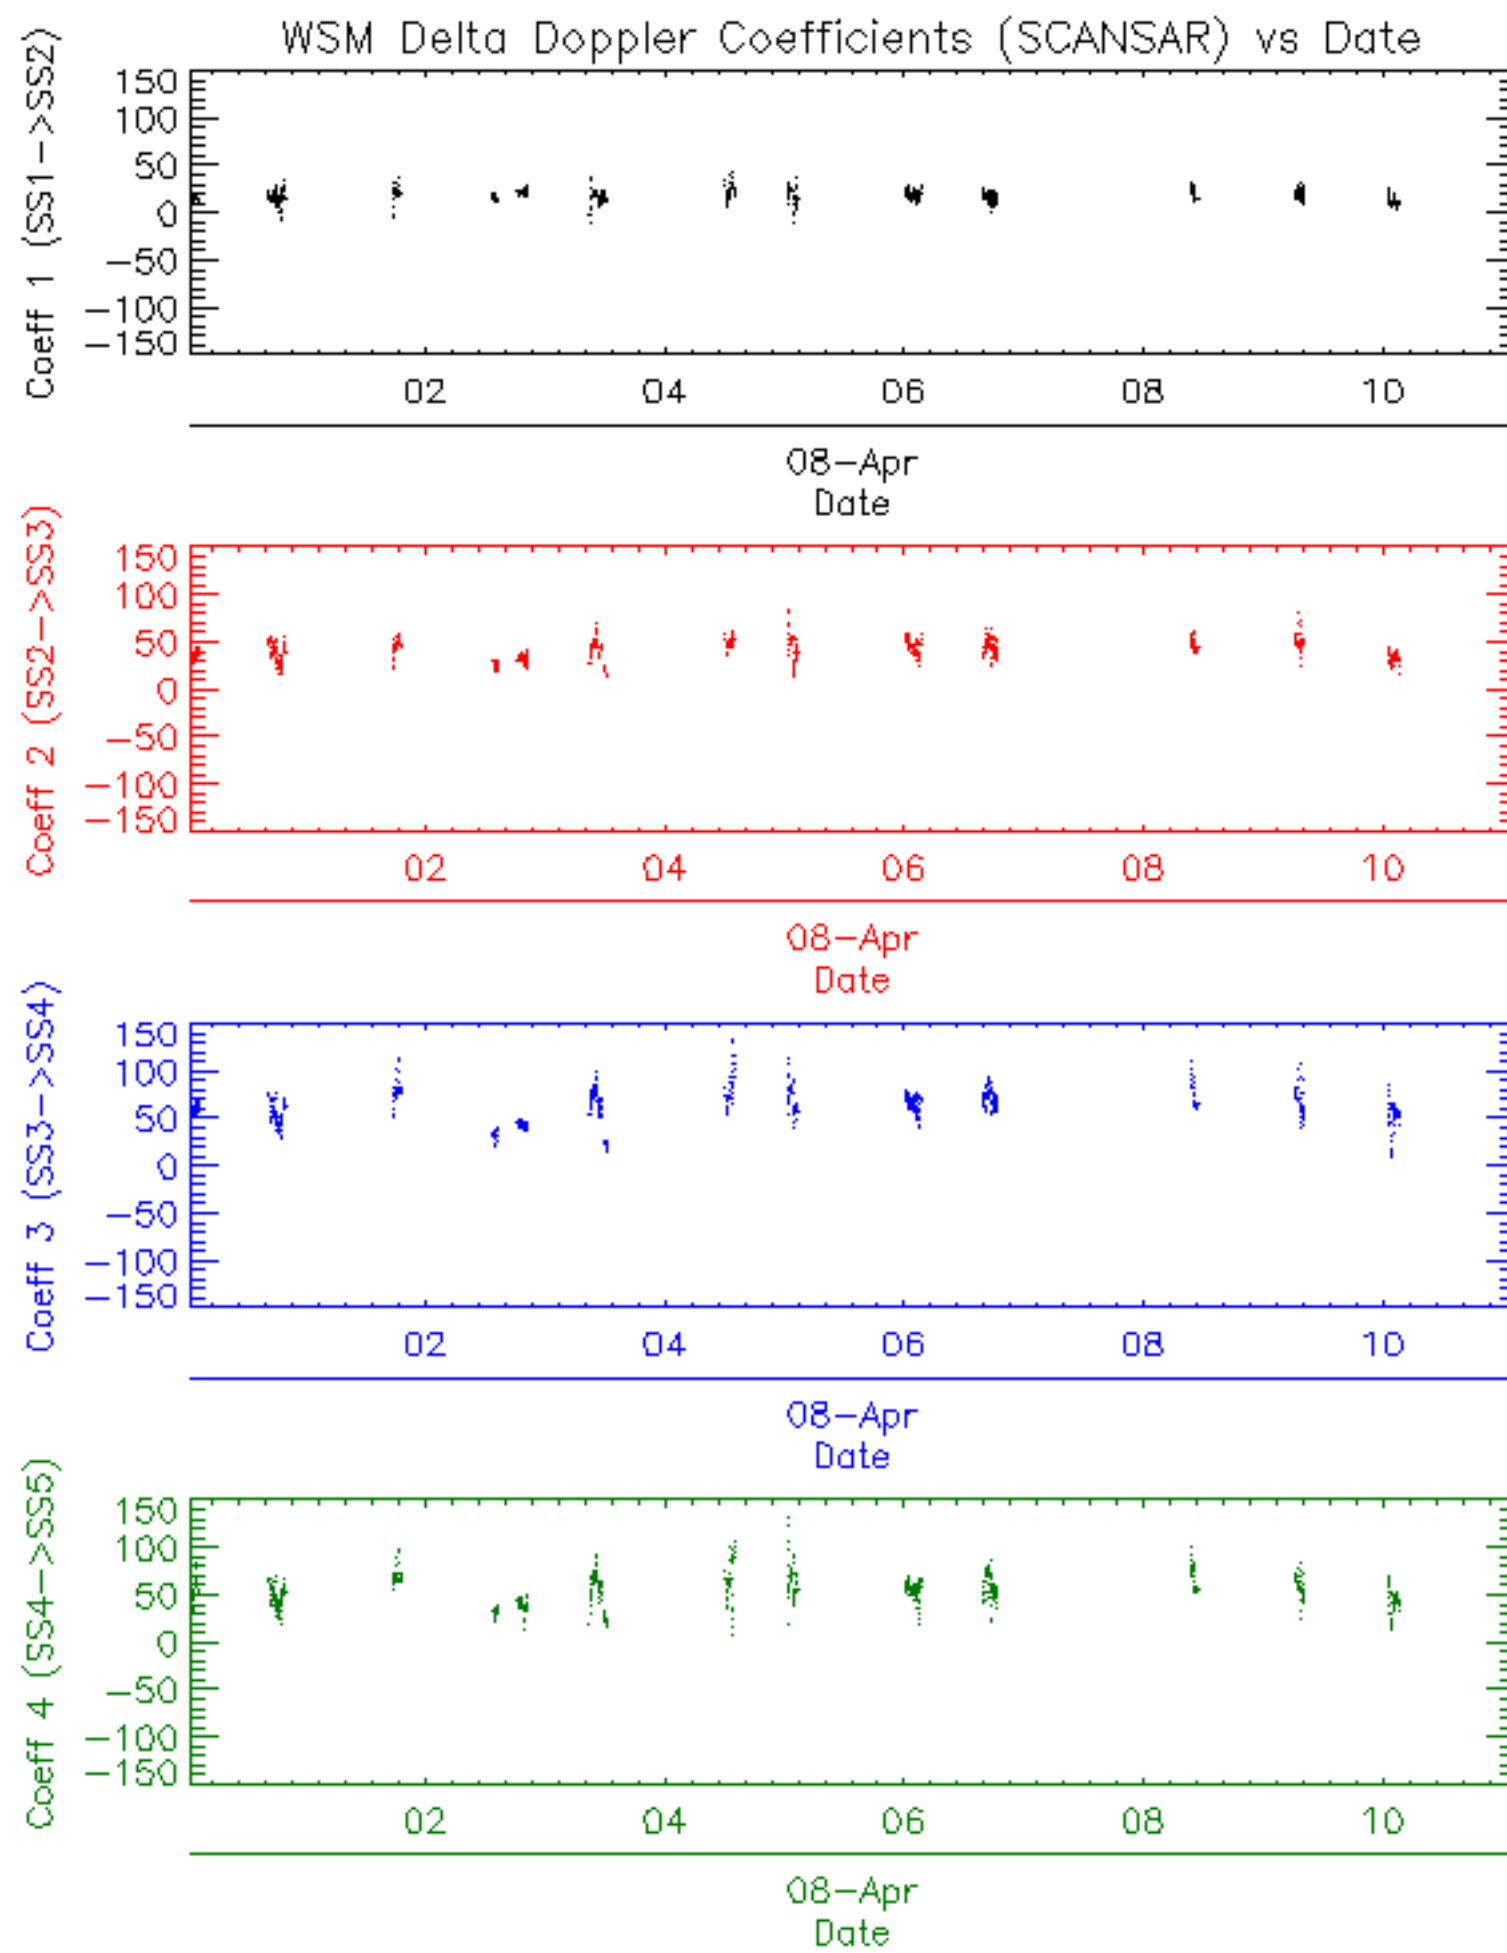 WSM Delta Doppler Coefficients (SCANSAR) vs Date
Coeff 1 (SS1->SS2)
150
100
50
0
-50
-100
-150
02 04 06 08 10
08-Apr
Date
Coeff 2 (SS2->SS3)
150
100
50
0
-50
-100
-150
02 04 06 08 10
08-Apr
Date
Coeff 3 (SS3->SS4)
150
100
50
0
-50
-100
-150
02 04 06 08 10
08-Apr
Date
Coeff 4 (SS4->SS5)
150
100
50
0
-50
-100
-150
02 04 06 08 10
08-Apr
Date